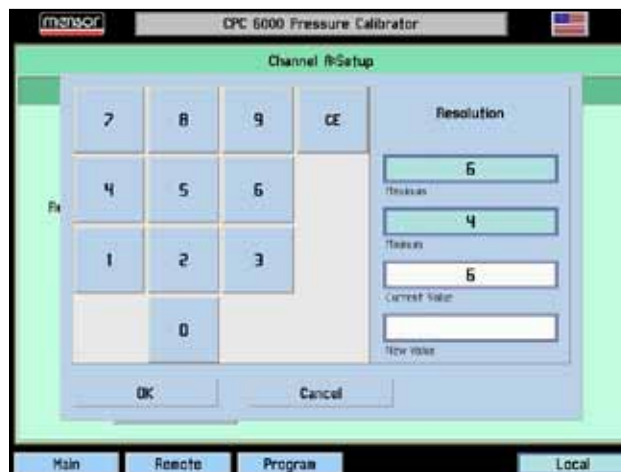 mensor
CPC 6000 Pressure Calibrator
Channel A:Setup
7 8 9 CE
4 5 6
1 2 3
0
Resolution
6
Maximum
4
Minimum
6
Current Value
New Value
OK Cancel
Main Remote Program Local